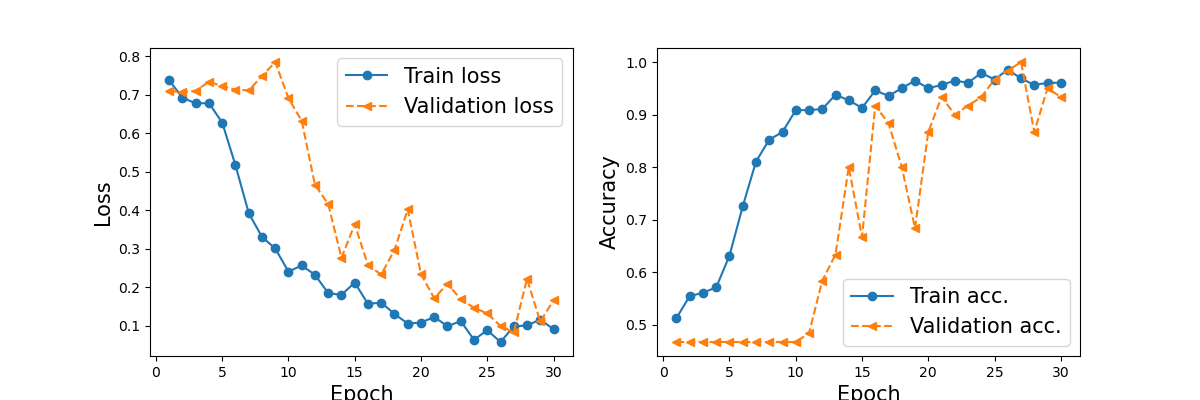 0.8
0.7
0.6
0.5
0.4
0.3
0.2
0.1
Loss
Train loss
Validation loss
0 5 10 15 20 25 30
Epoch
1.0
0.9
0.8
0.7
0.6
0.5
Accuracy
Train acc.
Validation acc.
0 5 10 15 20 25 30
Epoch